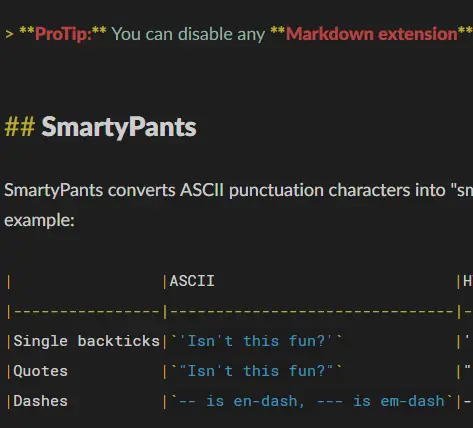 > **ProTip:** You can disable any **Markdown extension**
## SmartyPants
SmartyPants converts ASCII punctuation characters into "sm
example:
|                |ASCII                          |H
|----------------|-------------------------------|-
|Single backticks|`'Isn't this fun?'`            |'
|Quotes          |`"Isn't this fun?"`            |"
|Dashes          |`-- is en-dash, --- is em-dash`|-